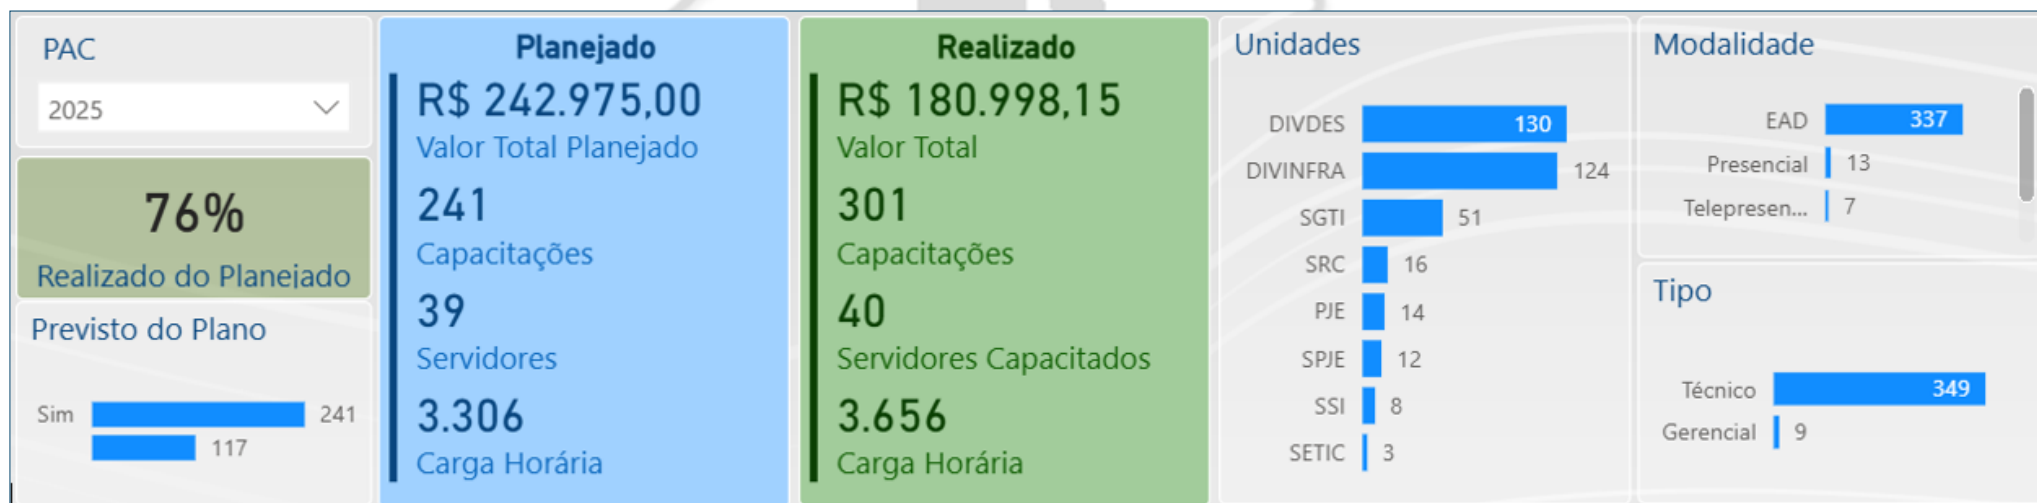 PAC
2025
76%
Realizado do Planejado
Previsto do Plano
Sim 241
117
Planejado
R$ 242.975,00
Valor Total Planejado
241
Capacitações
39
Servidores
3.306
Carga Horária
Realizado
R$ 180.998,15
Valor Total
301
Capacitações
40
Servidores Capacitados
3.656
Carga Horária
Unidades
DIVDES 130
DIVINFRA 124
SGTI 51
SRC 16
PJE 14
SPJE 12
SSI 8
SETIC 3
Modalidade
EAD 337
Presencial 13
Telepresen... 7
Tipo
Técnico 349
Gerencial 9